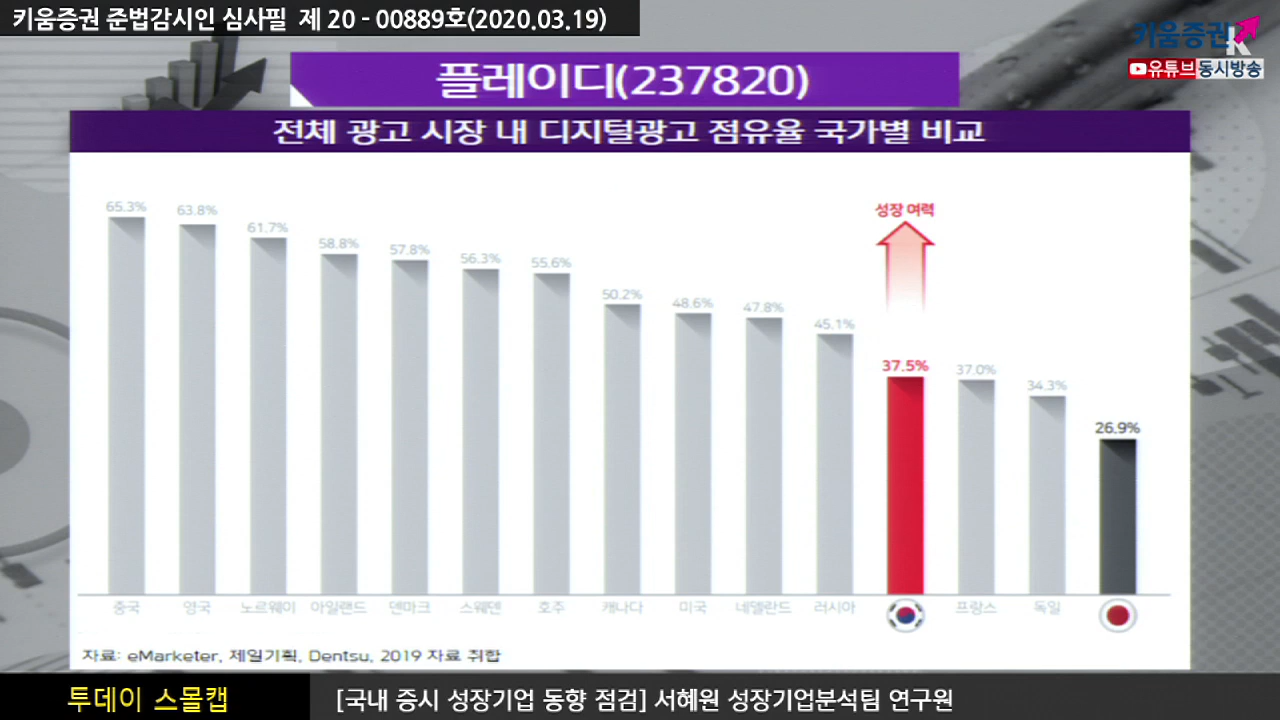 키움증권 준법감시인 심사필 제 20 - 00889호(2020.03.19)
키움증권
유튜브 동시방송
플레이디(237820)
전체 광고 시장 내 디지털광고 점유율 국가별 비교
65.3% 63.8% 61.7% 58.8% 57.8% 56.3% 55.6% 50.2% 48.6% 47.8% 45.1% 37.5% 37.0% 34.3% 26.9%
성장 여력
중국 영국 노르웨이 아일랜드 덴마크 스웨덴 호주 캐나다 미국 네델란드 러시아 프랑스 독일
자료: eMarketer, 제일기획, Dentsu, 2019 자료 취합
투데이 스몰캡
[국내 증시 성장기업 동향 점검] 서혜원 성장기업분석팀 연구원